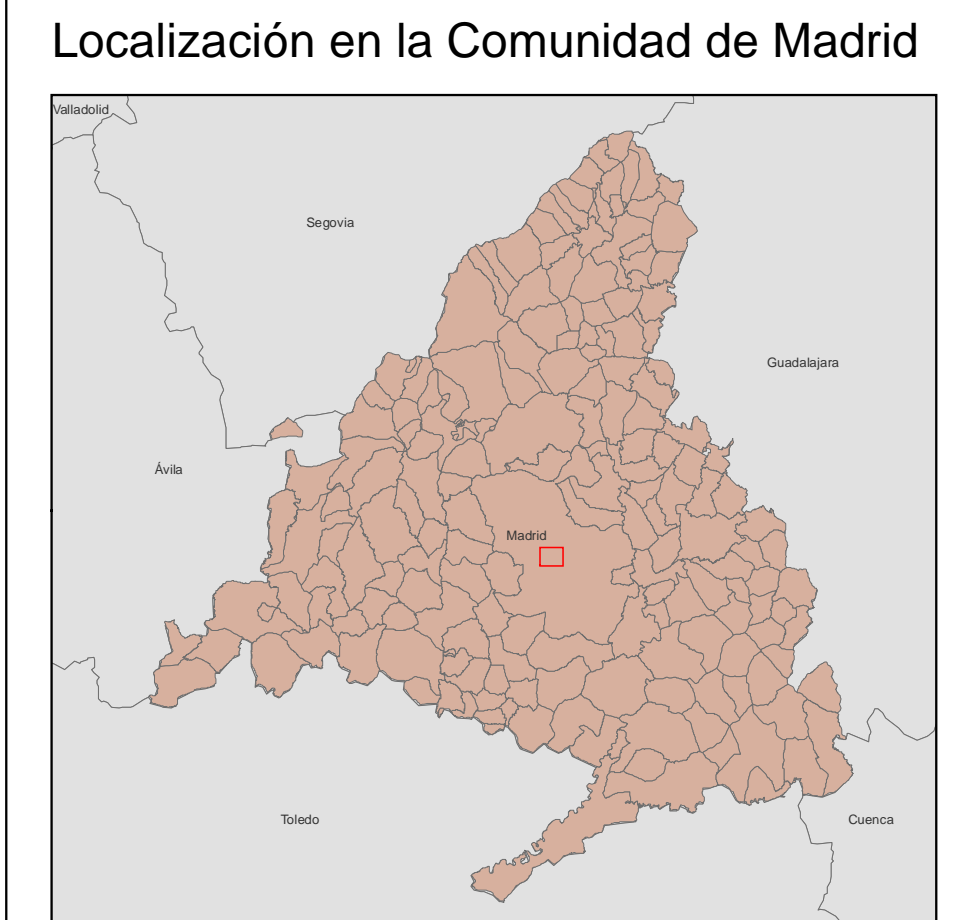 Localización en la Comunidad de Madrid
Valladolid
Segovia
Guadalajara
Ávila
Madrid
Toledo
Cuenca